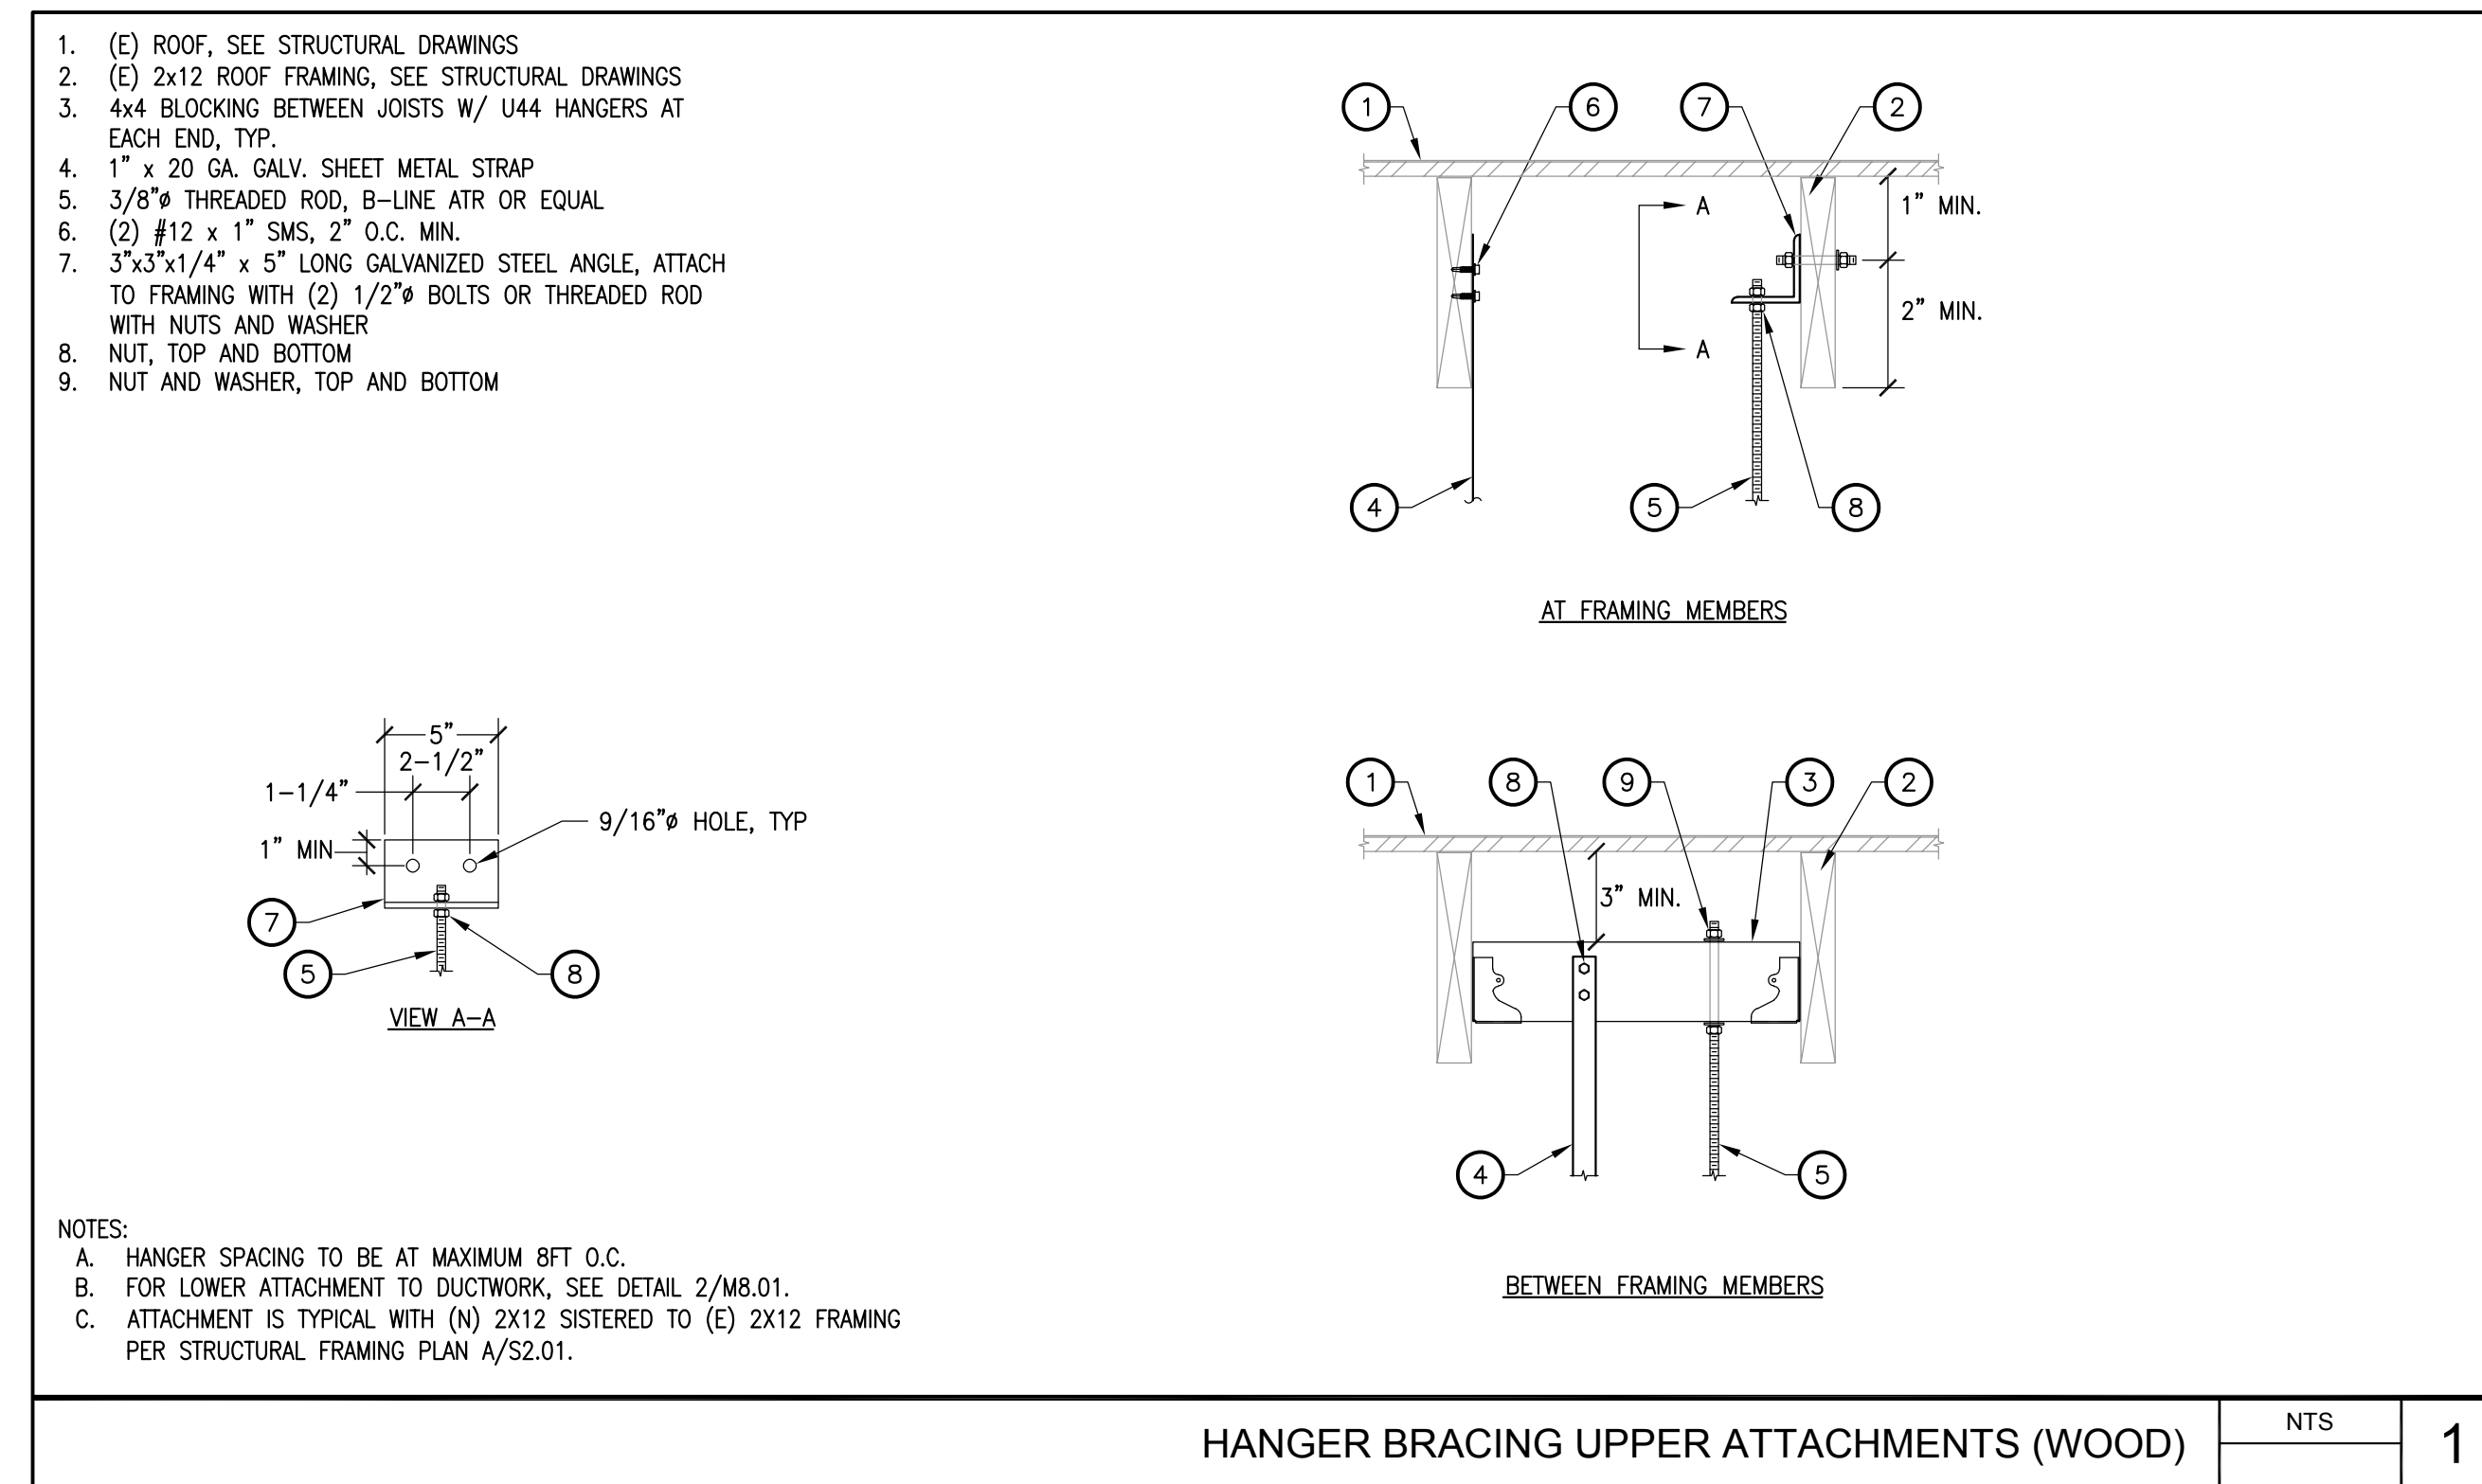 1. (E) ROOF, SEE STRUCTURAL DRAWINGS
2. (E) 2x12 ROOF FRAMING, SEE STRUCTURAL DRAWINGS
3. 4x4 BLOCKING BETWEEN JOISTS W/ U44 HANGERS AT
EACH END, TYP.
4. 1" x 20 GA. GALV. SHEET METAL STRAP
5. 3/8"ø THREADED ROD, B-LINE ATR OR EQUAL
6. (2) #12 x 1" SMS, 2" O.C. MIN.
7. 3"x3"x1/4" x 5" LONG GALVANIZED STEEL ANGLE, ATTACH
TO FRAMING WITH (2) 1/2"ø BOLTS OR THREADED ROD
WITH NUTS AND WASHER
8. NUT, TOP AND BOTTOM
9. NUT AND WASHER, TOP AND BOTTOM
1
6
7
2
A
1" MIN.
2" MIN.
A
4
5
8
AT FRAMING MEMBERS
5"
2-1/2"
1-1/4"
9/16"ø HOLE, TYP
1" MIN
7
5
8
VIEW A-A
1
8
9
3
2
3" MIN.
4
5
BETWEEN FRAMING MEMBERS
NOTES:
A. HANGER SPACING TO BE AT MAXIMUM 8FT O.C.
B. FOR LOWER ATTACHMENT TO DUCTWORK, SEE DETAIL 2/M8.01.
C. ATTACHMENT IS TYPICAL WITH (N) 2X12 SISTERED TO (E) 2X12 FRAMING
PER STRUCTURAL FRAMING PLAN A/S2.01.
HANGER BRACING UPPER ATTACHMENTS (WOOD)
NTS
1